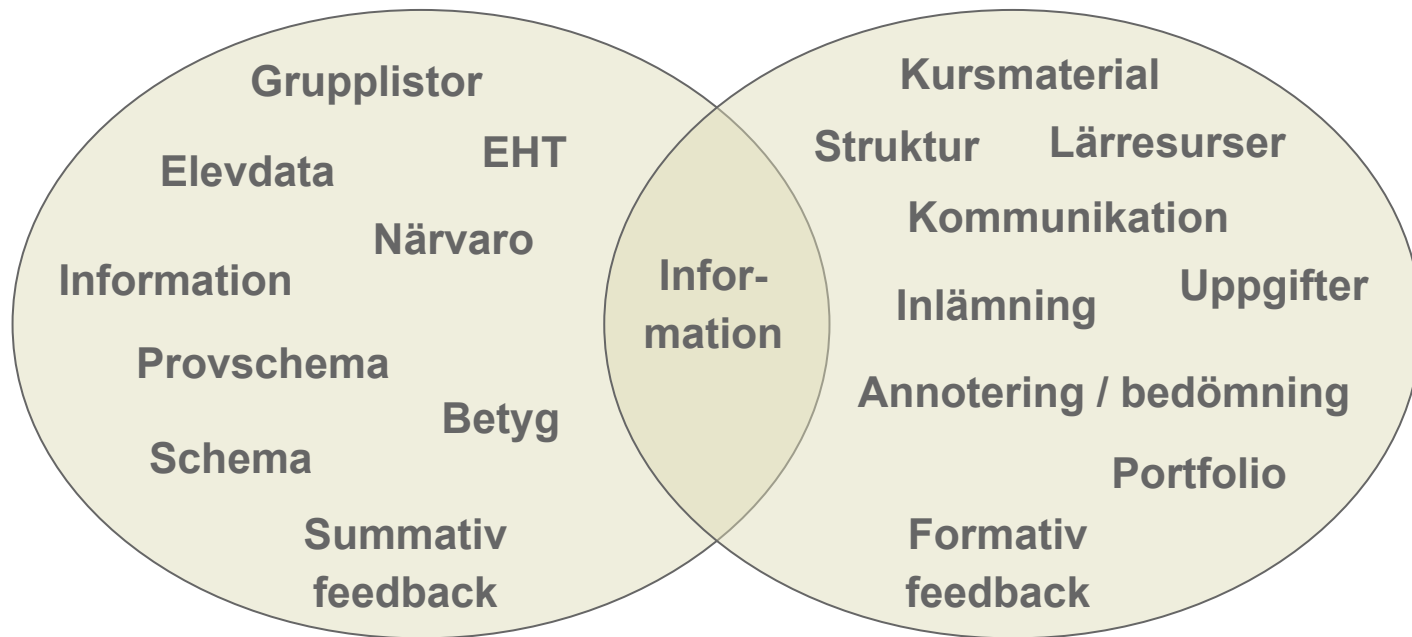 Grupplistor
EHT
Elevdata
Närvaro
Information
Provschema
Betyg
Schema
Summativ
feedback
Infor-
mation
Kursmaterial
Struktur
Lärresurser
Kommunikation
Uppgifter
Inlämning
Annotering / bedömning
Portfolio
Formativ
feedback